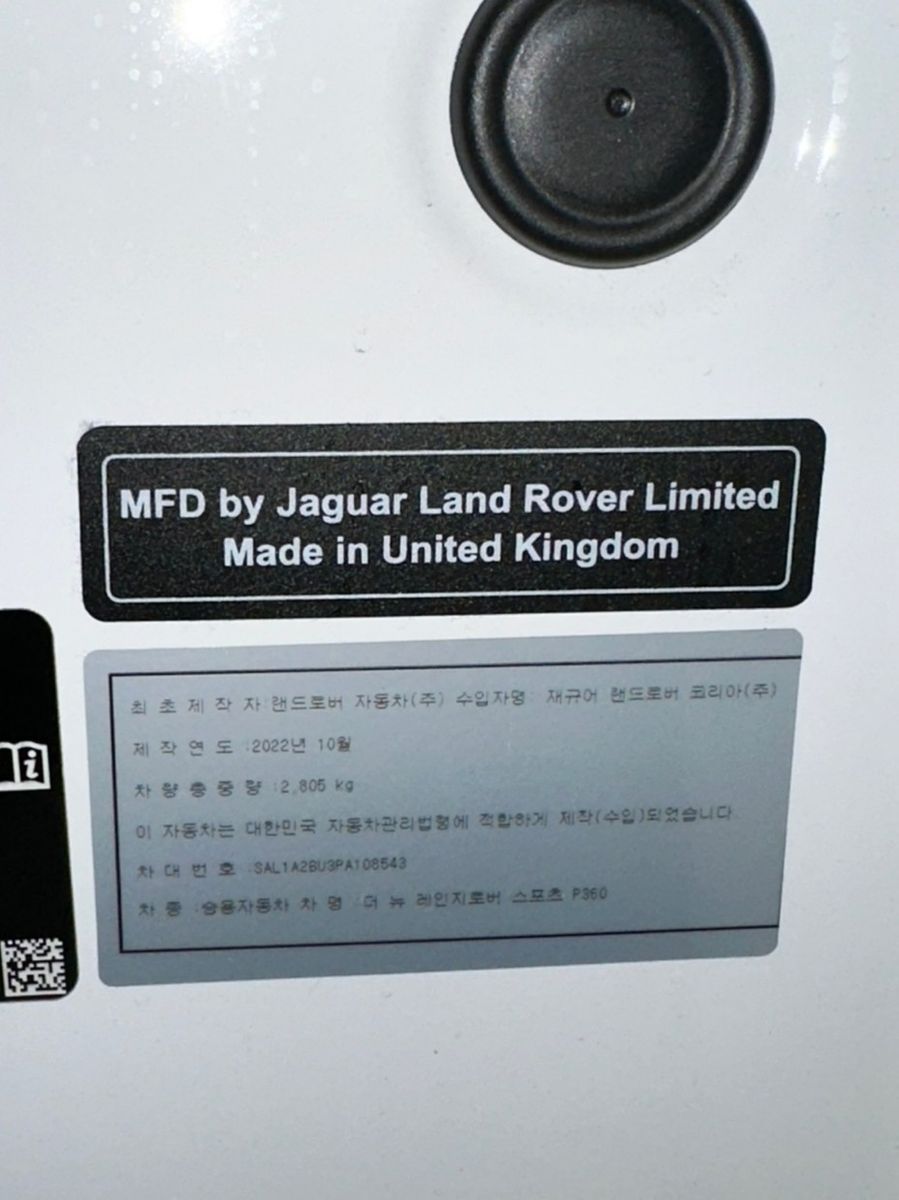 MFD by Jaguar Land Rover Limited
Made in United Kingdom
최 초 제 작 자:랜드로버 자동차(주) 수입자명: 재규어 랜드로버 코리아(주)
제 작 연 도 :2022년 10월
차 량 총 중 량 :2,805 kg
이 자동차는 대한민국 자동차관리법령에 적합하게 제작(수입)되었습니다.
차 대 번 호 :SAL1A2BU3PA108543
차 종 :승용자동차 차 명 :더 뉴 레인지로버 스포츠 P360